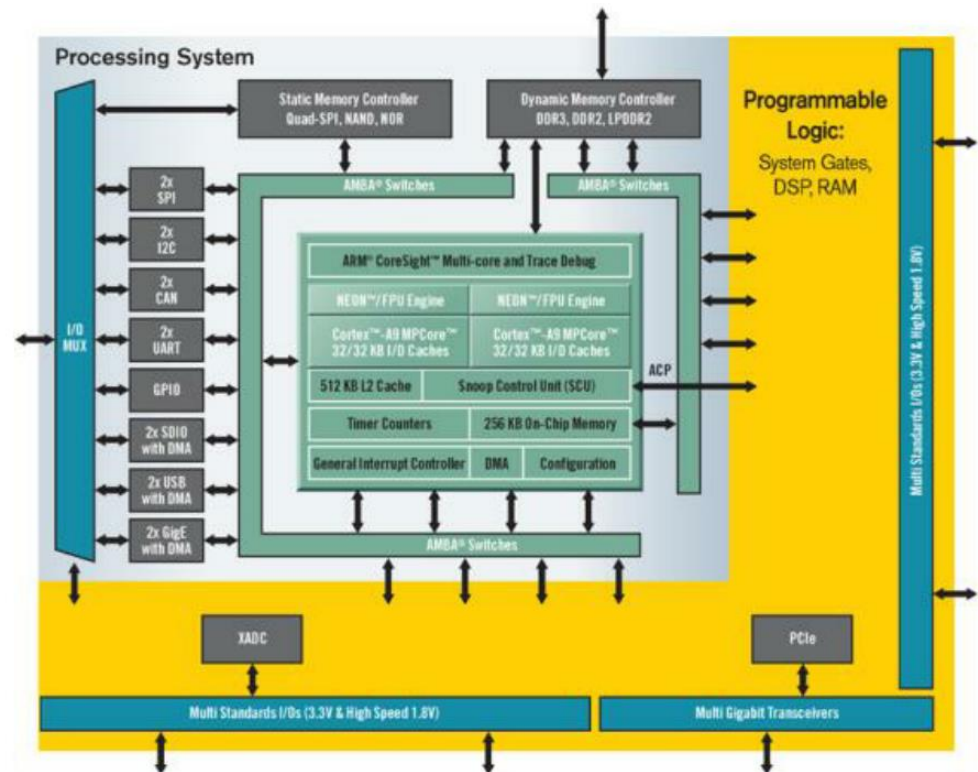 Processing System
Static Memory Controller
Quad-SPI, NAND, NOR
Dynamic Memory Controller
DDR3, DDR2, LPDDR2
Programmable
Logic:
System Gates,
DSP, RAM
AMBA® Switches
AMBA® Switches
2x
SPI
2x
I2C
2x
CAN
2x
UART
GPIO
2x SDIO
with DMA
2x USB
with DMA
2x GigE
with DMA
I/O
MUX
ARM® CoreSight™ Multi-core and Trace Debug
NEON™/FPU Engine
NEON™/FPU Engine
Cortex™-A9 MPCore™
32/32 KB I/D Caches
Cortex™-A9 MPCore™
32/32 KB I/D Caches
512 KB L2 Cache
Snoop Control Unit (SCU)
Timer Counters
256 KB On-Chip Memory
General Interrupt Controller
DMA
Configuration
ACP
AMBA® Switches
Multi Standards I/Os (3.3V & High Speed 1.8V)
XADC
PCIe
Multi Standards I/Os (3.3V & High Speed 1.8V)
Multi Gigabit Transceivers